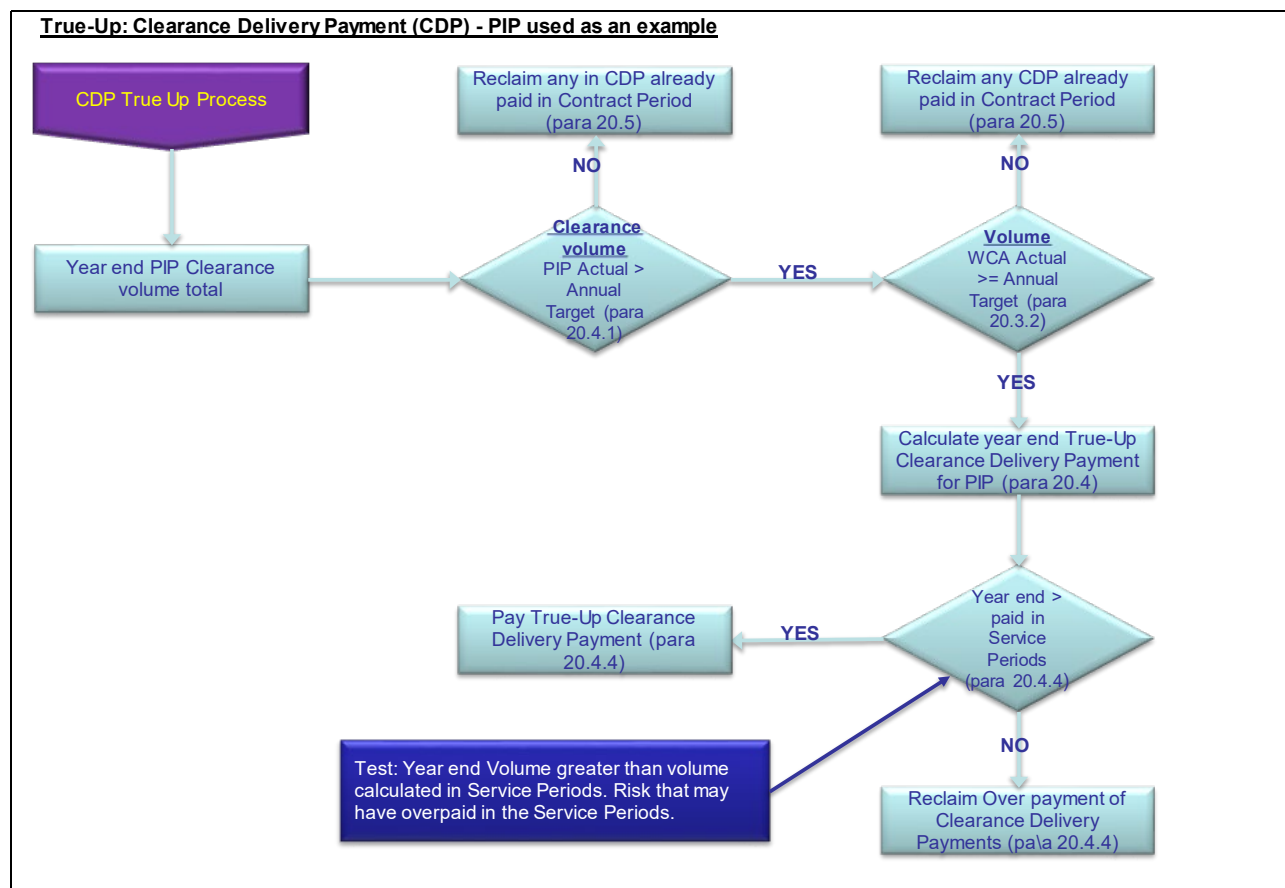 True-Up: Clearance Delivery Payment (CDP) - PIP used as an example
CDP True Up Process
Reclaim any in CDP already
paid in Contract Period
(para 20.5)
Reclaim any CDP already
paid in Contract Period
(para 20.5)
NO
NO
Year end PIP Clearance
volume total
Clearance
volume
PIP Actual >
Annual
Target (para
20.4.1)
YES
Volume
WCA Actual
>= Annual
Target (para
20.3.2)
YES
Calculate year end True-Up
Clearance Delivery Payment
for PIP (para 20.4)
Pay True-Up Clearance
Delivery Payment (para
20.4.4)
YES
Year end >
paid in
Service
Periods
(para 20.4.4)
NO
Test: Year end Volume greater than volume
calculated in Service Periods. Risk that may
have overpaid in the Service Periods.
Reclaim Over payment of
Clearance Delivery
Payments (pa\a 20.4.4)